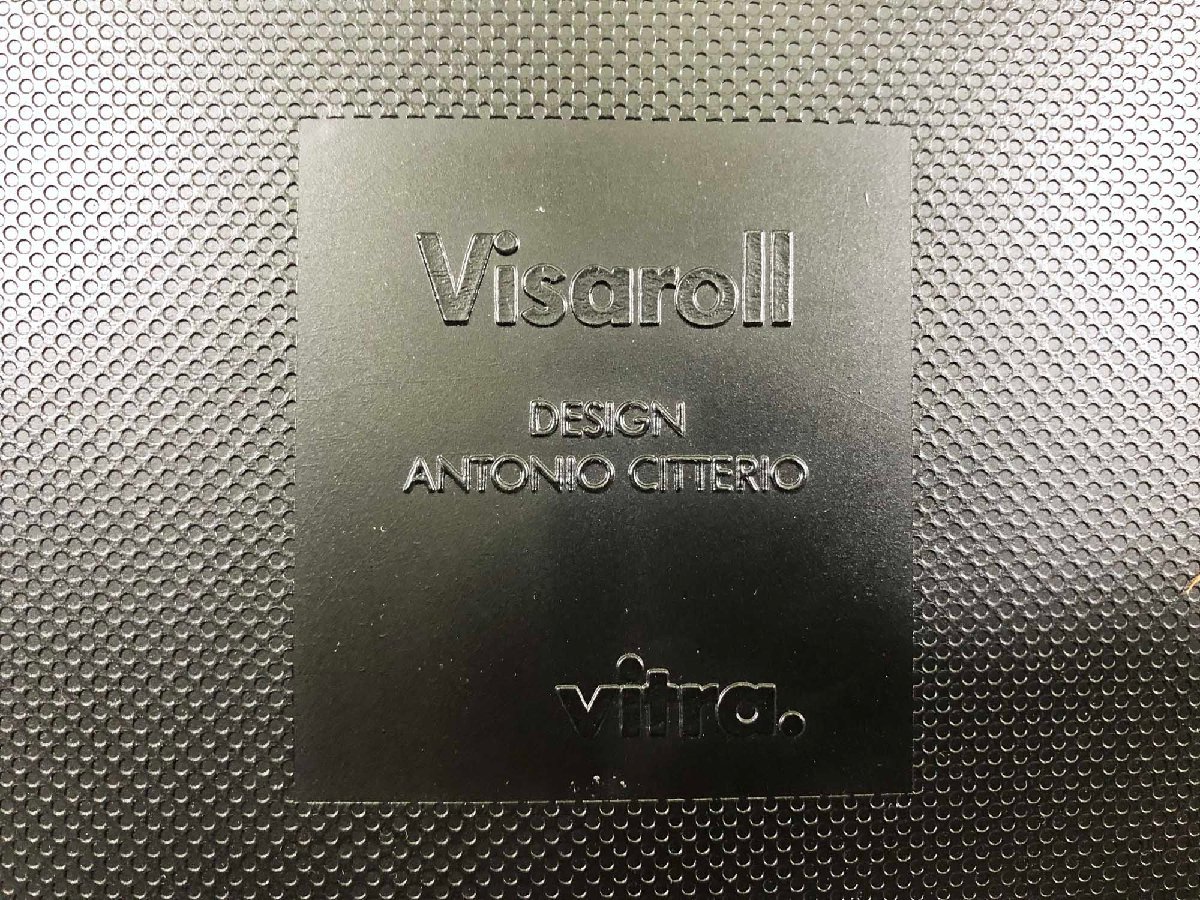 Visaroll
DESIGN
ANTONIO CITTERIO
vitra.